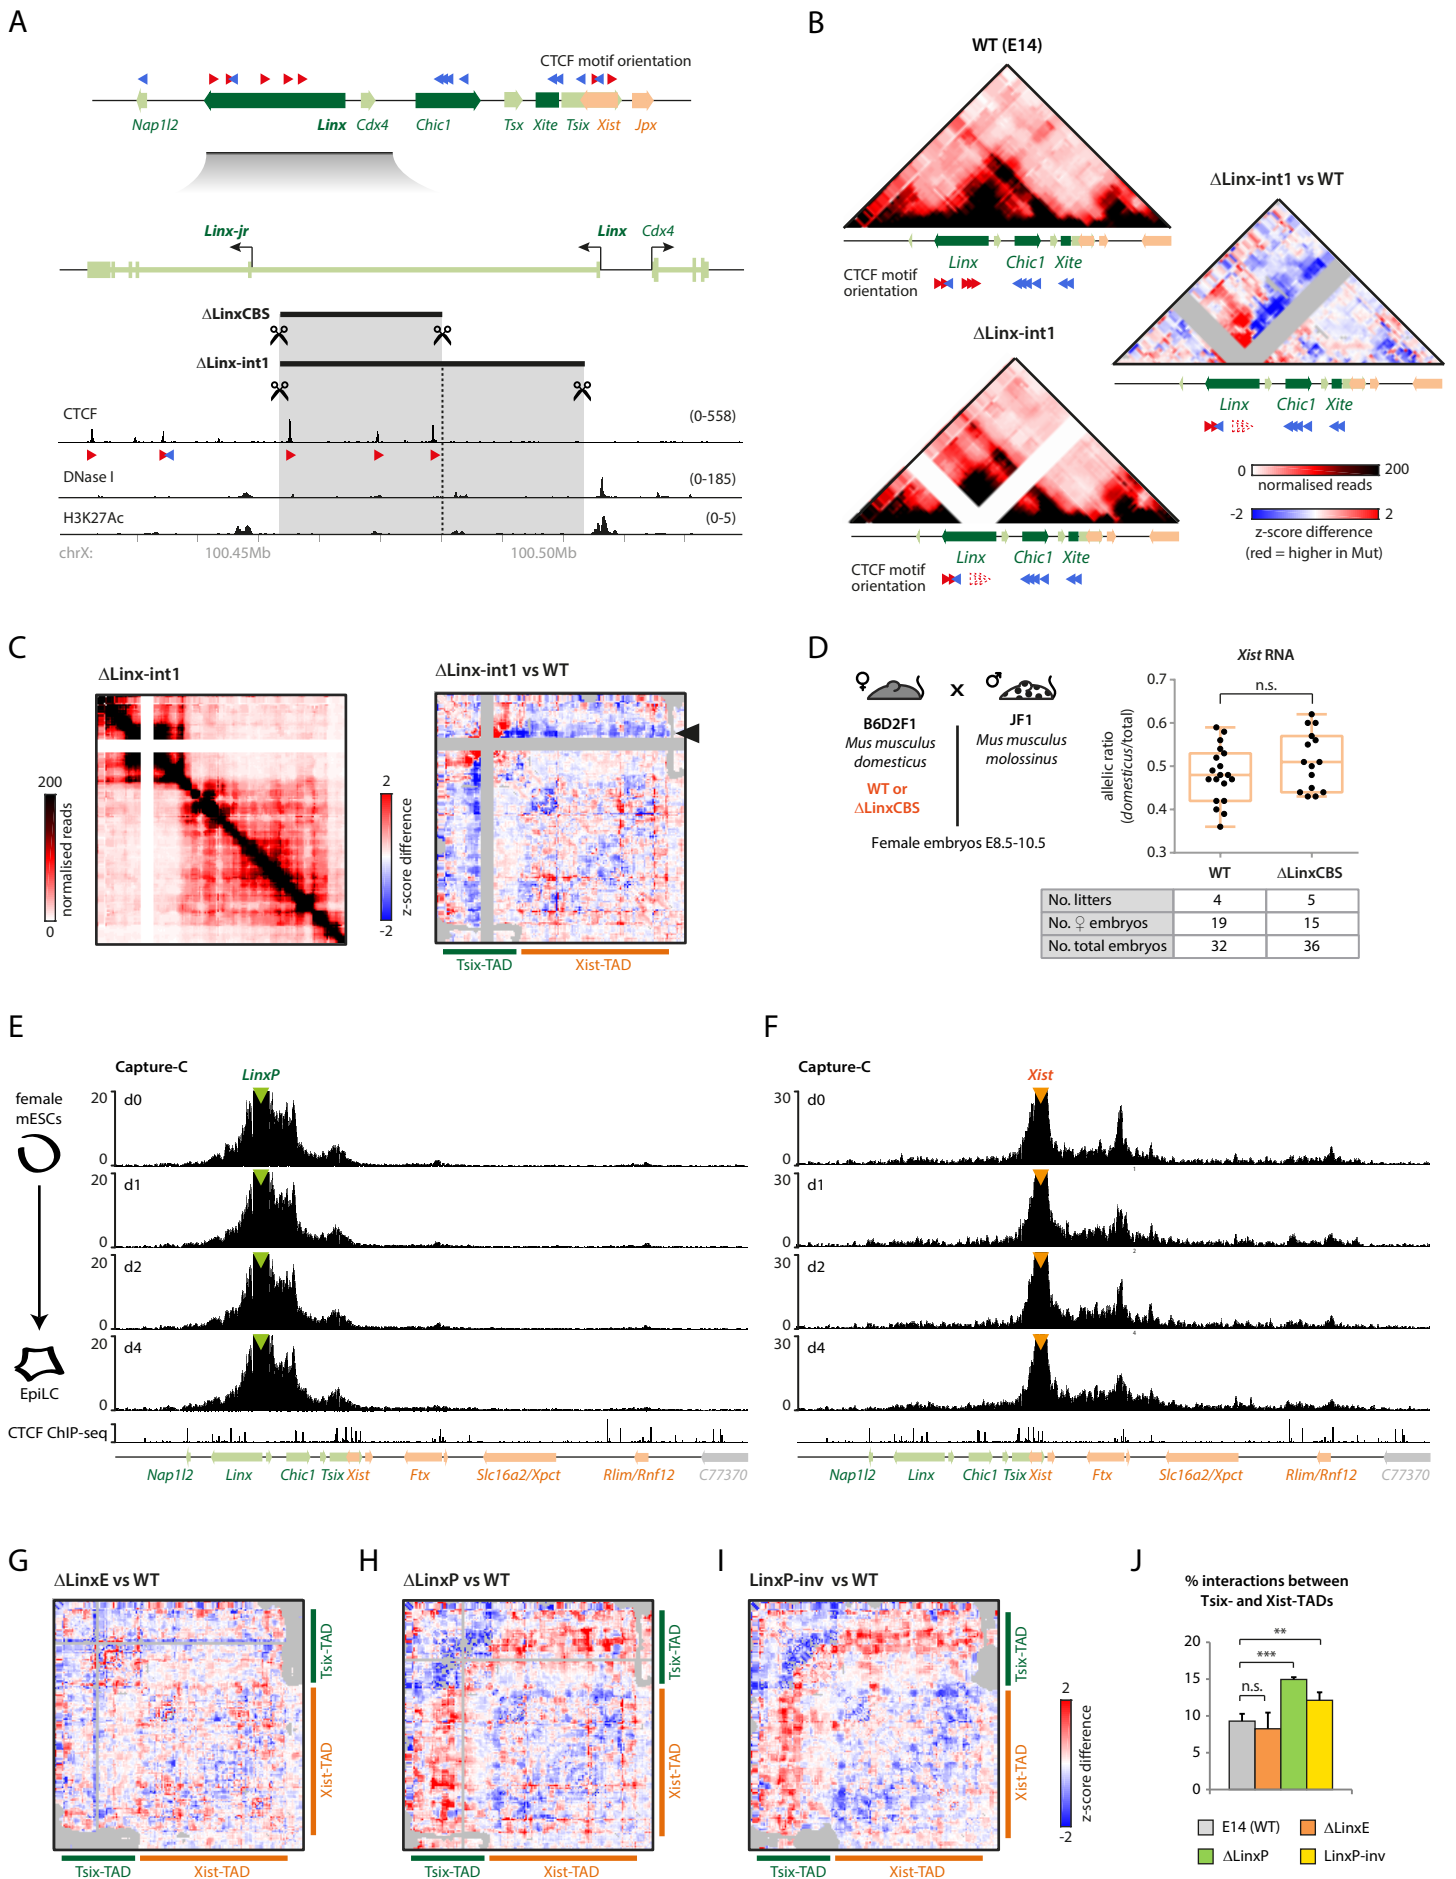 A
CTCF motif orientation
Nap1l2 Linx Cdx4 Chic1 Tsx Xite Tsix Xist Jpx
Linx-jr Linx Cdx4
ΔLinxCBS
ΔLinx-int1
CTCF (0-558)
DNase I (0-185)
H3K27Ac (0-5)
chrX: 100.45Mb 100.50Mb
B
WT (E14)
Linx Chic1 Xite
CTCF motif
orientation
ΔLinx-int1 vs WT
Linx Chic1 Xite
ΔLinx-int1
Linx Chic1 Xite
CTCF motif
orientation
0 200
normalised reads
-2 2
z-score difference
(red = higher in Mut)
C
ΔLinx-int1
200
0
normalised reads
ΔLinx-int1 vs WT
2
-2
z-score difference
Tsix-TAD Xist-TAD
D
♀ x ♂
B6D2F1
Mus musculus
domesticus
WT or
ΔLinxCBS
JF1
Mus musculus
molossinus
Female embryos E8.5-10.5
Xist RNA
n.s.
allelic ratio
(domesticus/total)
0.7
0.6
0.5
0.4
0.3
WT ΔLinxCBS
No. litters 4 5
No. ♀ embryos 19 15
No. total embryos 32 36
E
Capture-C
LinxP
female
mESCs
EpiLC
20 d0
0
20 d1
0
20 d2
0
20 d4
0
CTCF ChIP-seq
Nap1l2 Linx Chic1 Tsix Xist Ftx Slc16a2/Xpct Rlim/Rnf12 C77370
F
Capture-C
Xist
30 d0
0
1
30 d1
0
2
30 d2
0
4
30 d4
0
Nap1l2 Linx Chic1 Tsix Xist Ftx Slc16a2/Xpct Rlim/Rnf12 C77370
G
ΔLinxE vs WT
Tsix-TAD
Xist-TAD
Tsix-TAD Xist-TAD
H
ΔLinxP vs WT
Tsix-TAD
Xist-TAD
Tsix-TAD Xist-TAD
I
LinxP-inv vs WT
Tsix-TAD
Xist-TAD
Tsix-TAD Xist-TAD
2
-2
z-score difference
J
% interactions between
Tsix- and Xist-TADs
20
15
10
5
0
**
***
n.s.
E14 (WT) ΔLinxE
ΔLinxP LinxP-inv